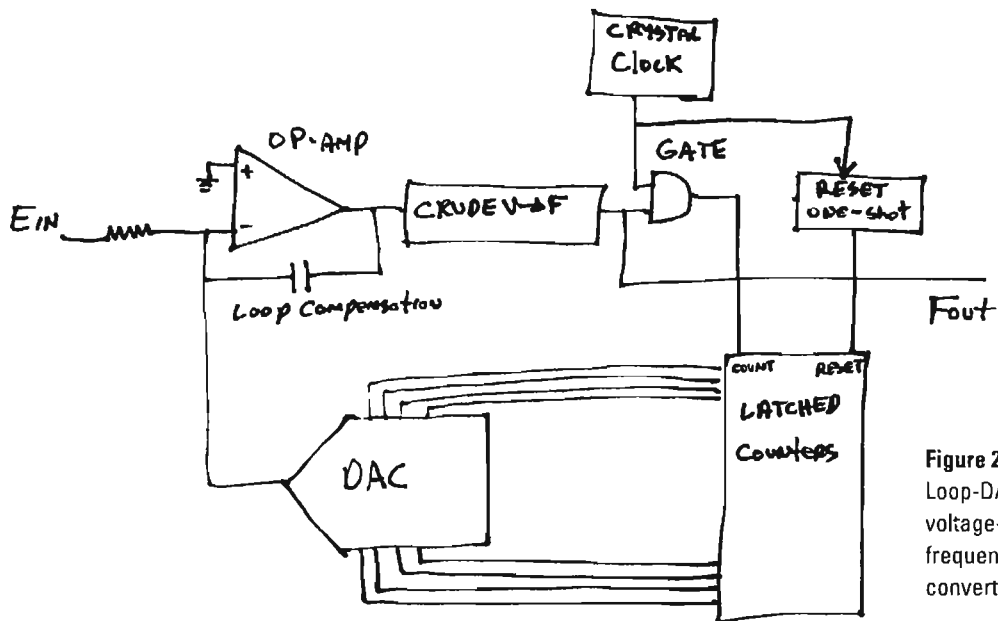 CRYSTAL
Clock
OP-AMP
GATE
+
-
EIN
CRUDE V→F
RESET
ONE-SHOT
Loop Compensation
Fout
COUNT RESET
LATCHED
Counters
DAC
Figure 2
Loop-DA
voltage-
frequen
convert